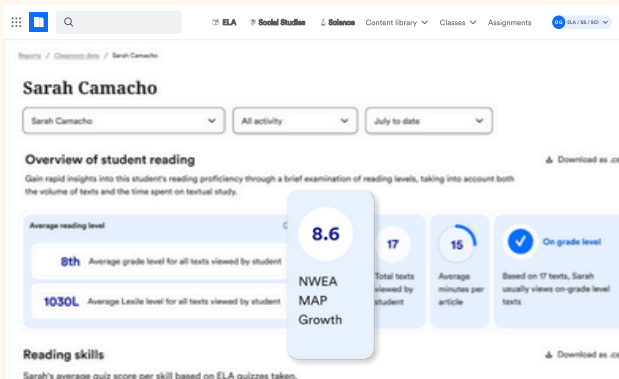 ELA Social Studies Science Content library Classes Assignments DG ELA / SS / SCI
Reports / Classroom data / Sarah Camacho
Sarah Camacho
Sarah Camacho All activity July to date
Overview of student reading Download as .cs
Gain rapid insights into this student's reading proficiency through a brief examination of reading levels, taking into account both
the volume of texts and the time spent on textual study.
Average reading level
8th Average grade level for all texts viewed by student
1030L Average Lexile level for all texts viewed by student
8.6
NWEA
MAP
Growth
17
Total texts
viewed by
student
15
Average
minutes per
article
On grade level
Based on 17 texts, Sarah
usually views on-grade level
texts
Reading skills Download as .cs
Sarah's average quiz score per skill based on ELA quizzes taken.